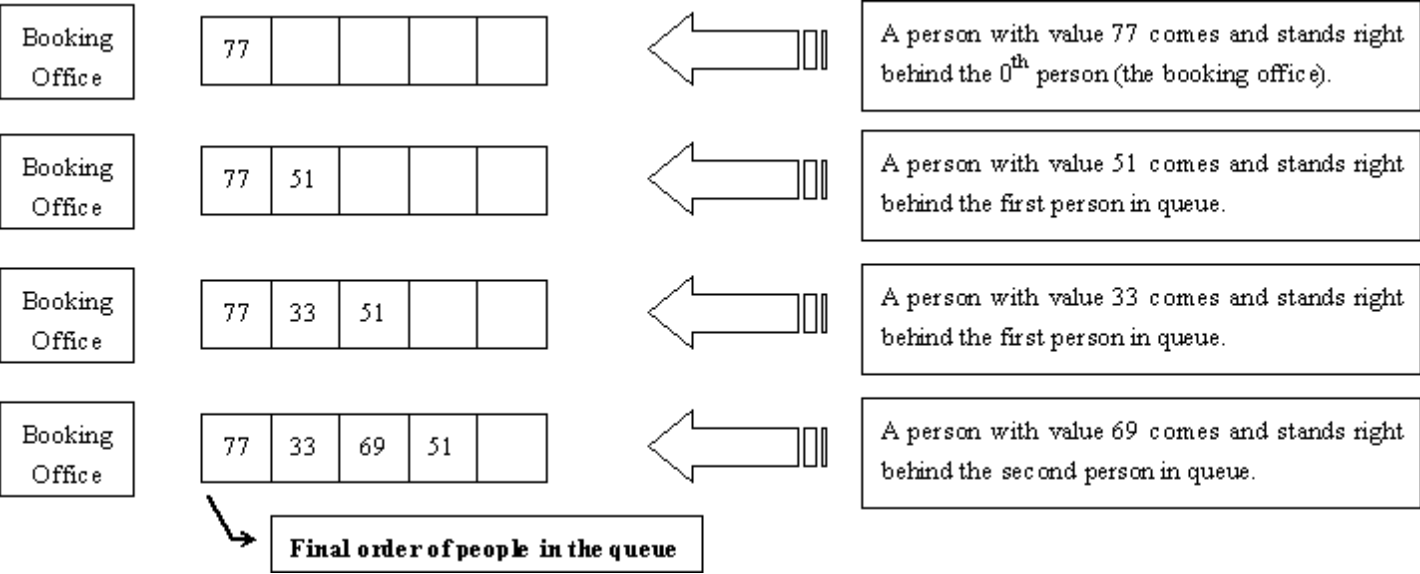 Booking
Office
77
A person with value 77 comes and stands right
behind the 0th person (the booking office).
Booking
Office
77 51
A person with value 51 comes and stands right
behind the first person in queue.
Booking
Office
77 33 51
A person with value 33 comes and stands right
behind the first person in queue.
Booking
Office
77 33 69 51
A person with value 69 comes and stands right
behind the second person in queue.
Final order of people in the queue